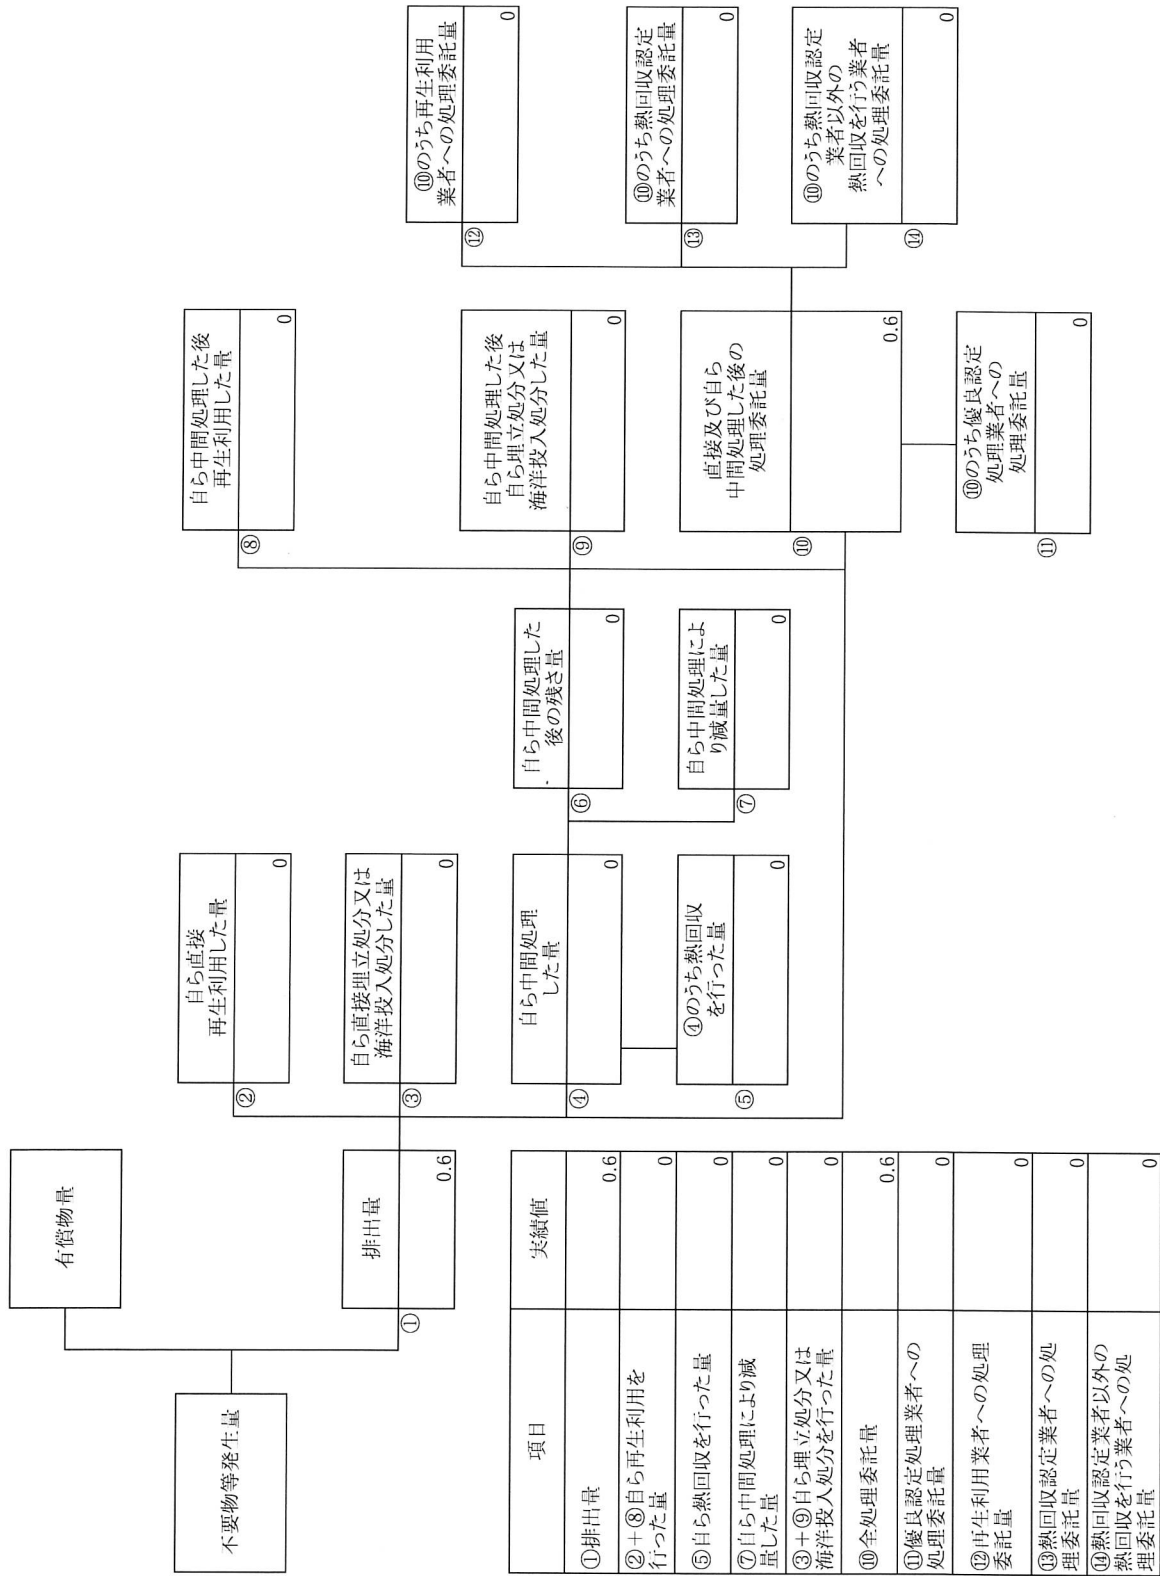 不要物等発生量
有償物量
排出量
①
0.6
自ら直接
再生利用した量
②
0
自ら直接埋立処分又は
海洋投入処分した量
③
0
自ら中間処理
した量
④
0
④のうち熱回収
を行った量
⑤
0
自ら中間処理した
後の残さ量
⑥
0
自ら中間処理によ
り減量した量
⑦
0
自ら中間処理した後
再生利用した量
⑧
0
自ら中間処理した後
自ら埋立処分又は
海洋投入処分した量
⑨
0
直接及び自ら
中間処理した後の
処理委託量
⑩
0.6
⑩のうち優良認定
処理業者への
処理委託量
⑪
0
⑩のうち再生利用
業者への処理委託量
⑫
0
⑩のうち熱回収認定
業者への処理委託量
⑬
0
⑩のうち熱回収認定
業者以外の
熱回収を行う業者
への処理委託量
⑭
0
項目
実績値
①排出量
0.6
②+⑧自ら再生利用を
行った量
0
⑤自ら熱回収を行った量
0
⑦自ら中間処理により減
量した量
0
③+⑨自ら埋立処分又は
海洋投入処分を行った量
0
⑩全処理委託量
0.6
⑪優良認定処理業者への
処理委託量
0
⑫再生利用業者への処理
委託量
0
⑬熱回収認定業者への処
理委託量
0
⑭熱回収認定業者以外の
熱回収を行う業者への処
理委託量
0